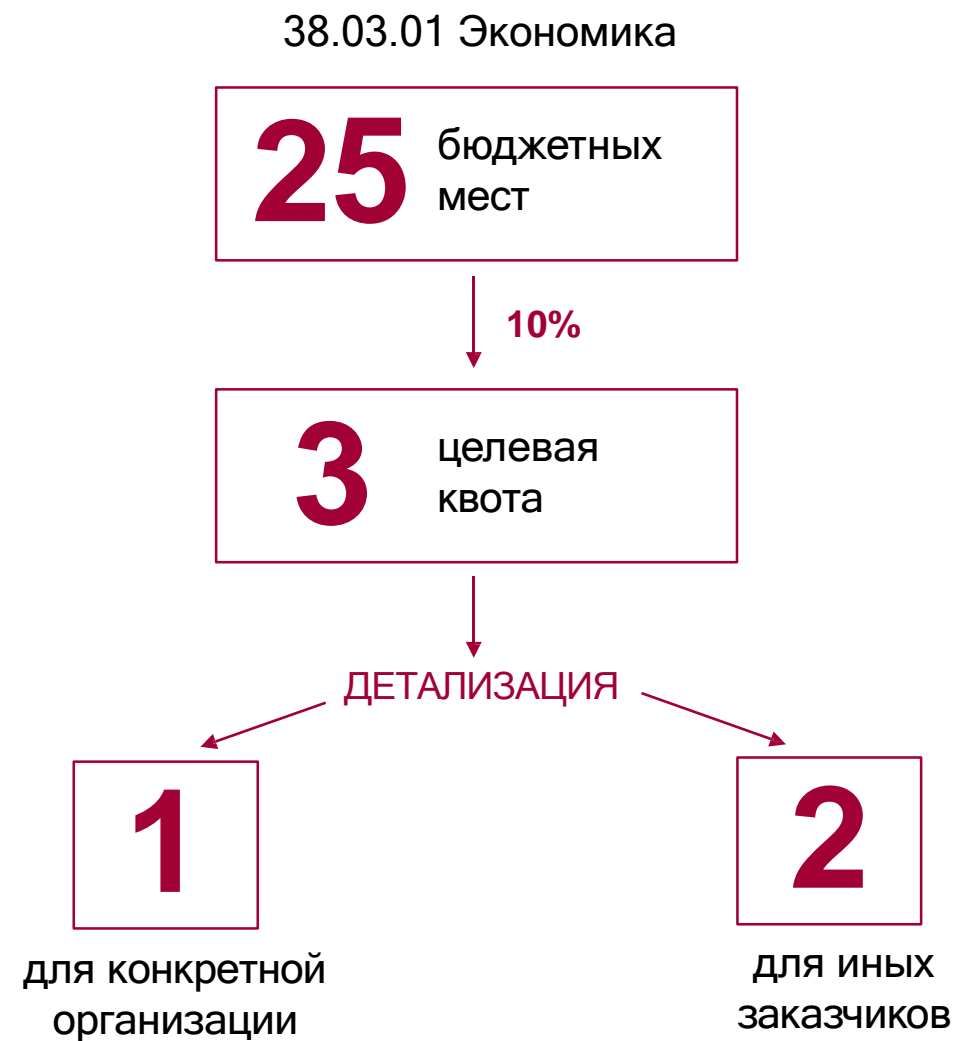 38.03.01 Экономика
25 бюджетных
мест
10%
3 целевая
квота
ДЕТАЛИЗАЦИЯ
1
для конкретной
организации
2
для иных
заказчиков